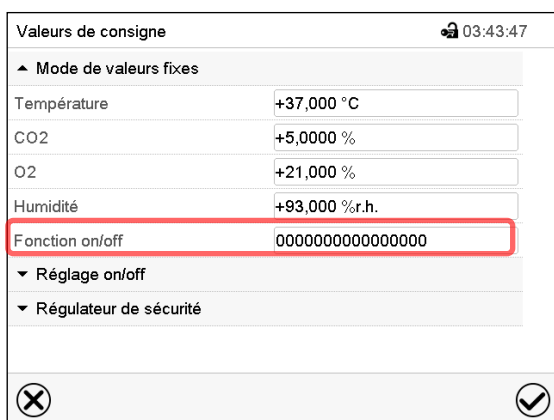 Valeurs de consigne 03:43:47
Mode de valeurs fixes
Température +37,000 °C
CO2 +5,0000 %
O2 +21,000 %
Humidité +93,000 %r.h.
Fonction on/off 0000000000000000
Réglage on/off
Régulateur de sécurité